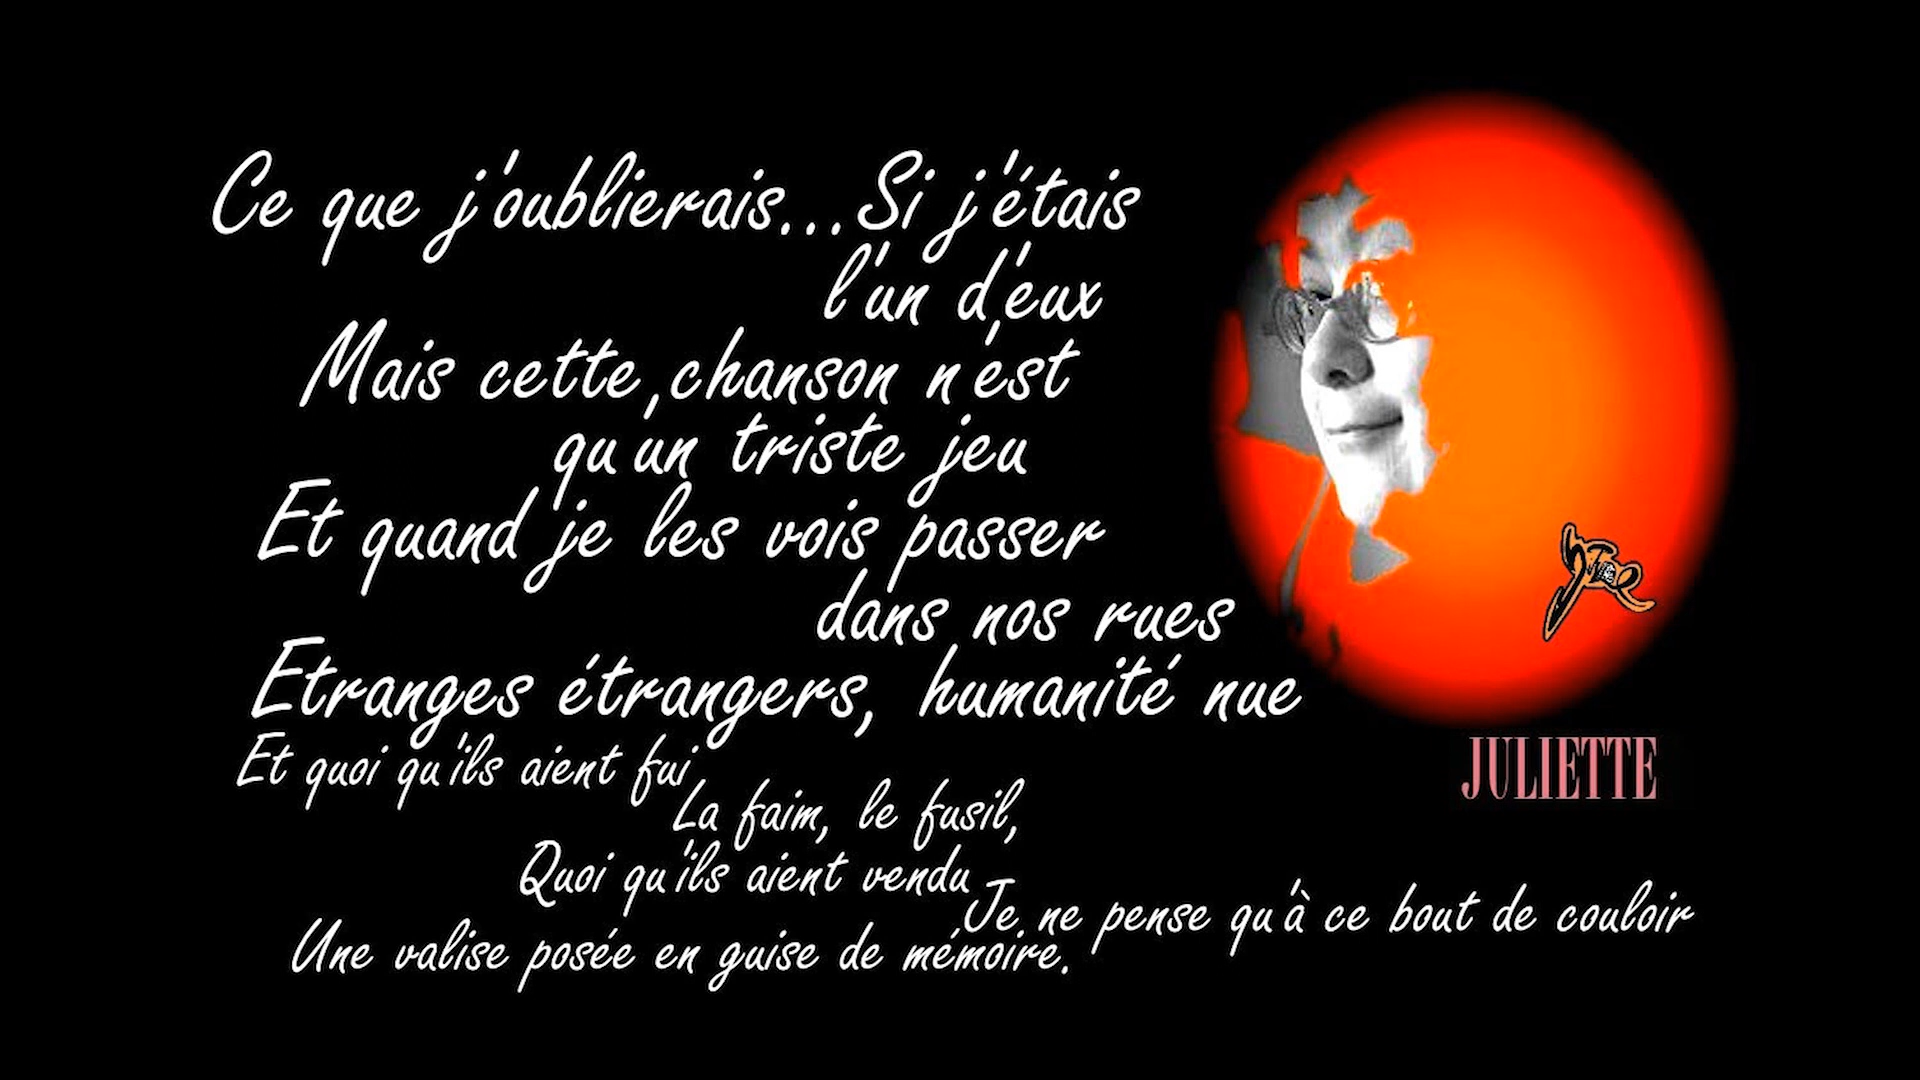 Ce que j'oublierais...Si j'étais
l'un d'eux
Mais cette chanson n'est
qu'un triste jeu
Et quand je les vois passer
dans nos rues
Etranges étrangers, humanité nue
Et quoi qu'ils aient fui
La faim, le fusil,
Quoi qu'ils aient vendu
Je ne pense qu'à ce bout de couloir
Une valise posée en guise de mémoire.
JULIETTE